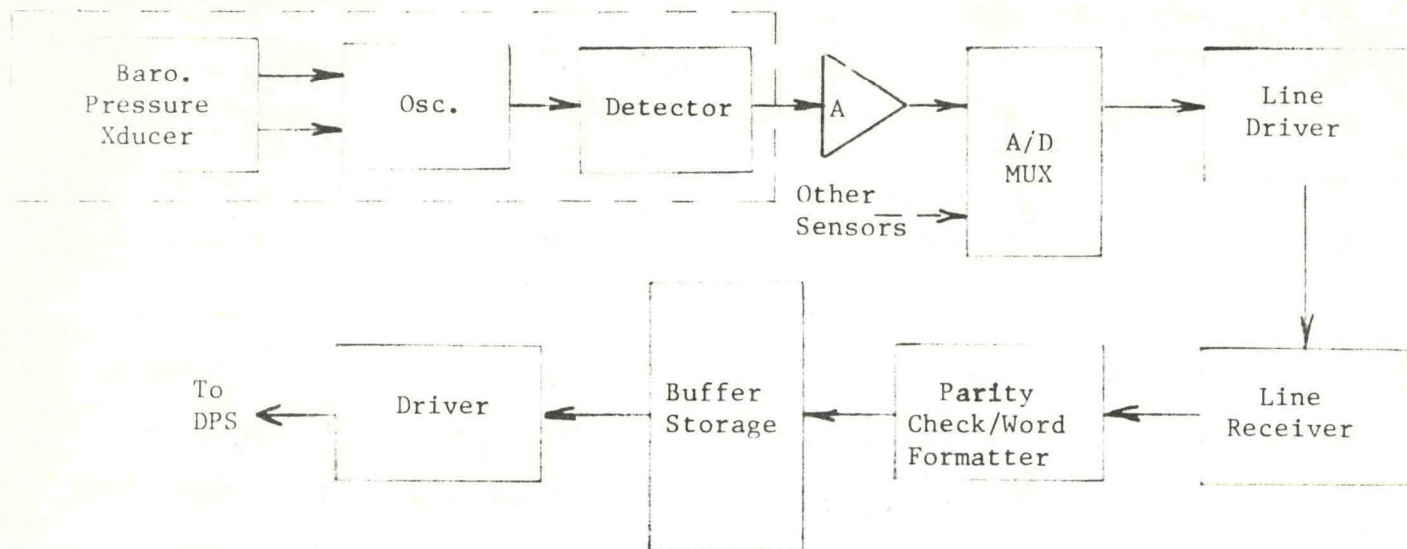 Baro.
Pressure
Xducer
Osc.
Detector
A
A/D
MUX
Line
Driver
Other
Sensors
To
DPS
Driver
Buffer
Storage
Parity
Check/Word
Formatter
Line
Receiver